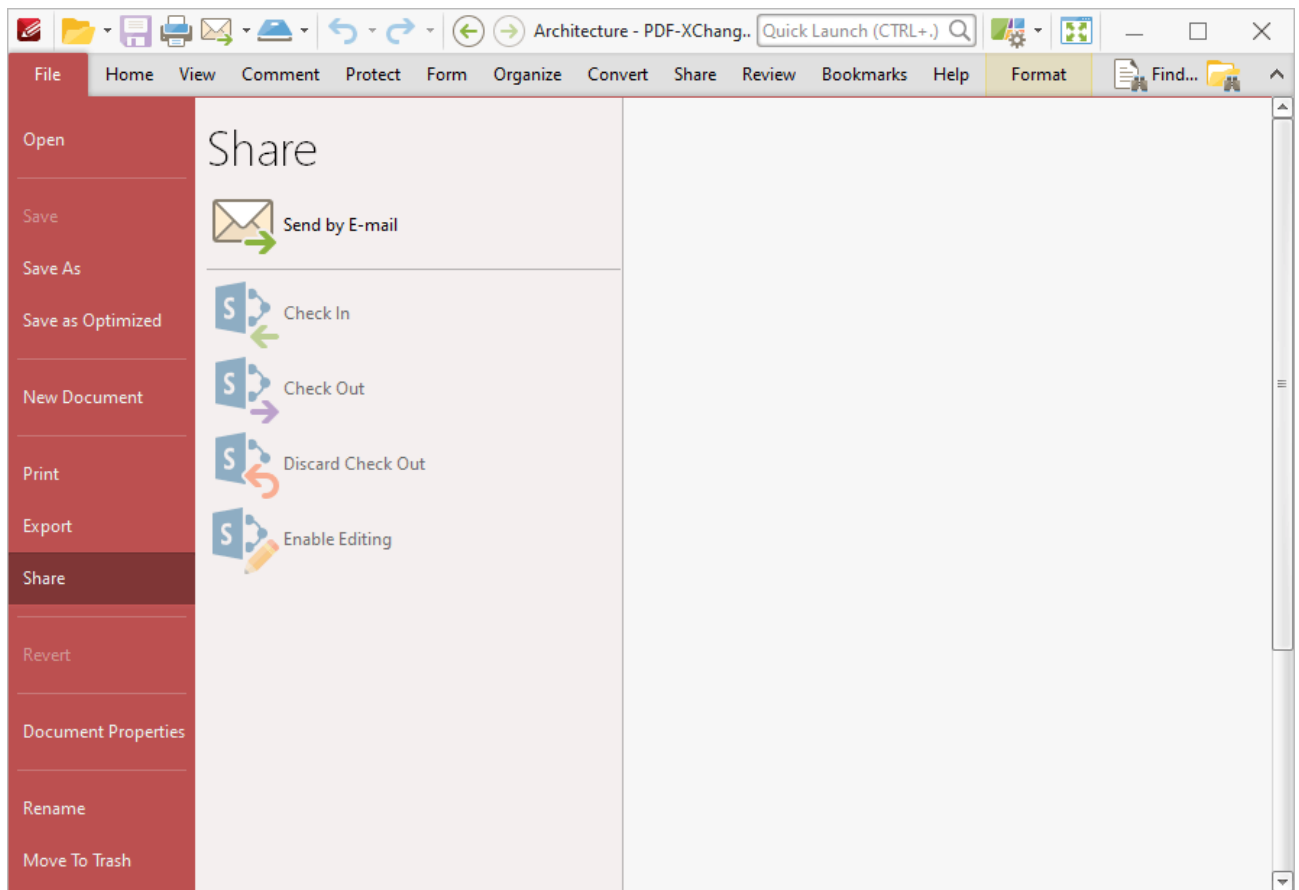 Architecture - PDF-XChang.. Quick Launch (CTRL+.)
File Home View Comment Protect Form Organize Convert Share Review Bookmarks Help Format Find...
Open
Save
Save As
Save as Optimized
New Document
Print
Export
Share
Revert
Document Properties
Rename
Move To Trash
Share
Send by E-mail
S Check In
S Check Out
S Discard Check Out
S Enable Editing